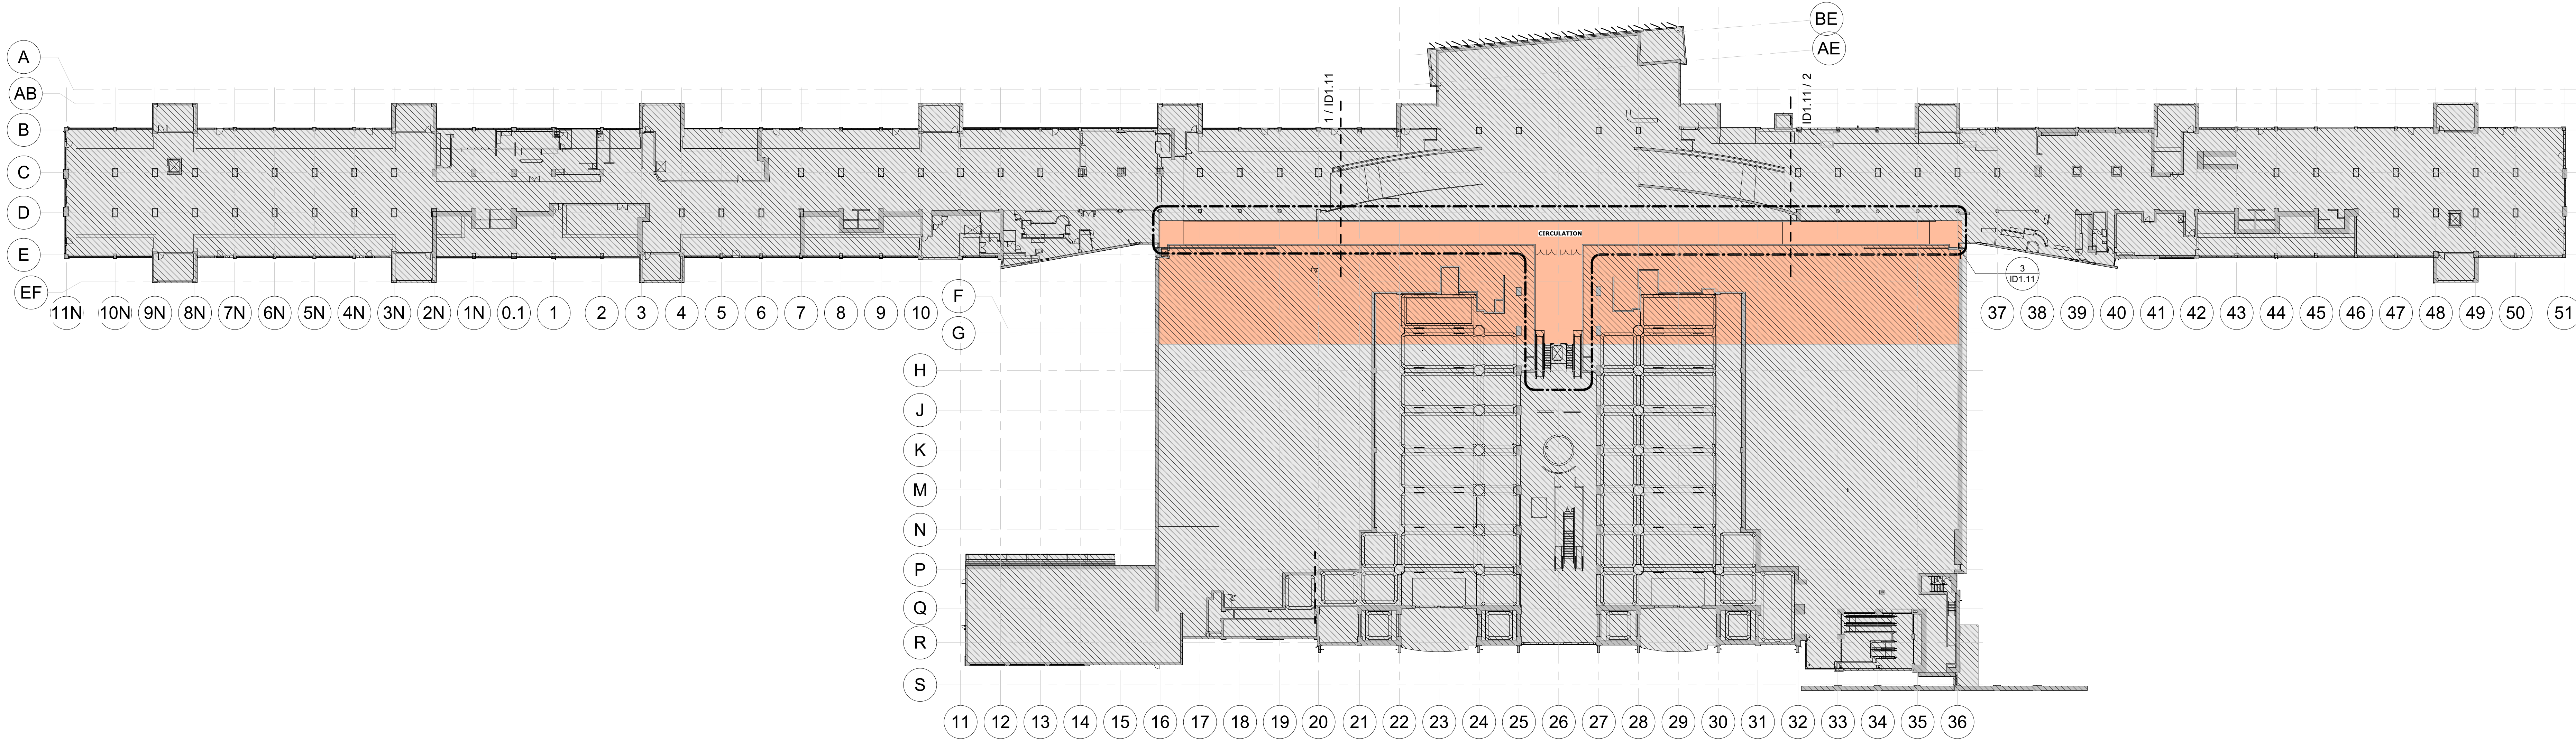 BE
A
AE
1 / ID1.11
ID1.11 / 2
AB
B
C
D
CIRCULATION
E
3
ID1.11
EF
F
11N 10N 9N 8N 7N 6N 5N 4N 3N 2N 1N 0.1 1 2 3 4 5 6 7 8 9 10
37 38 39 40 41 42 43 44 45 46 47 48 49 50 51
G
H
J
K
M
N
P
Q
R
S
11 12 13 14 15 16 17 18 19 20 21 22 23 24 25 26 27 28 29 30 31 32 33 34 35 36